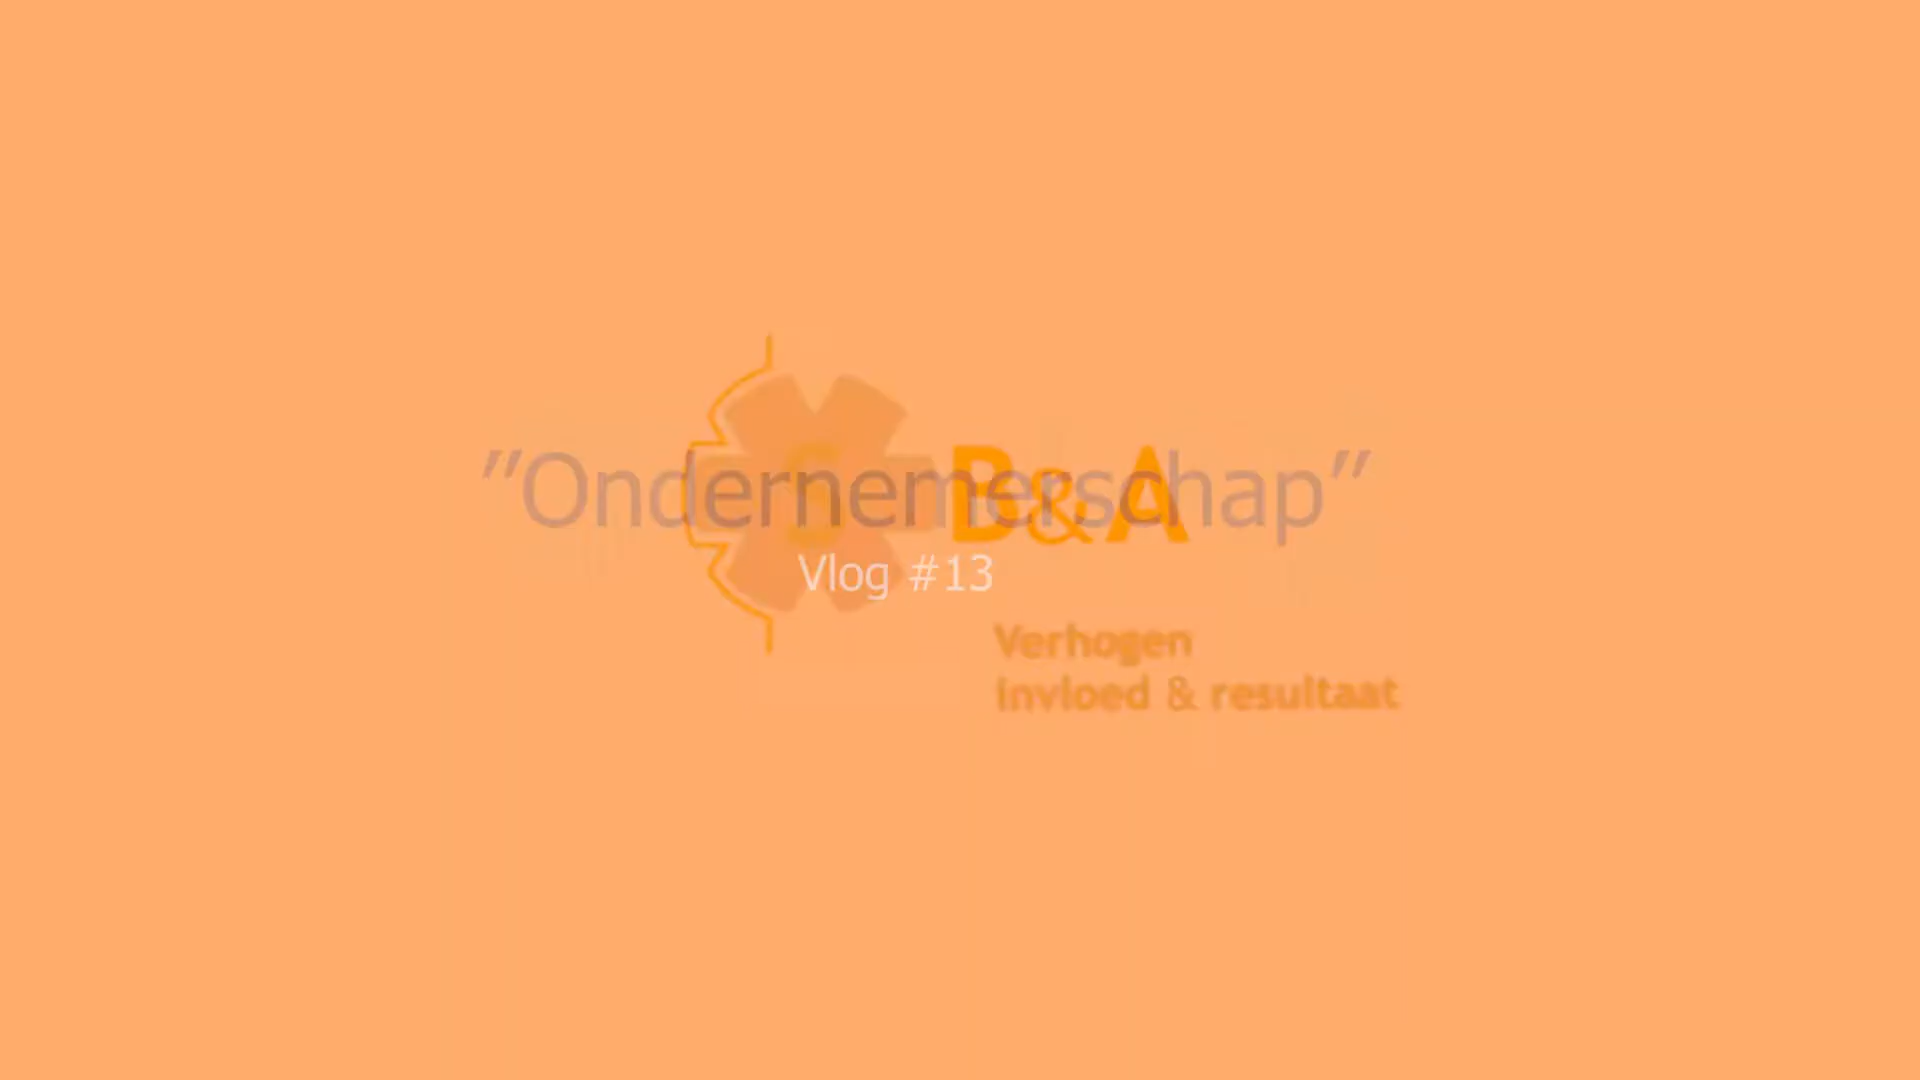 "Ondernemerschap"
S B&A
Vlog #13
Verhogen
Invloed & resultaat